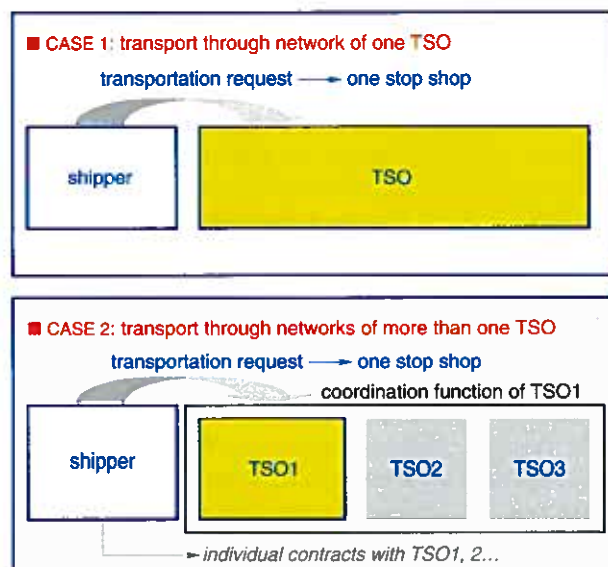 ■ CASE 1: transport through network of one TSO
transportation request → one stop shop
shipper
TSO
■ CASE 2: transport through networks of more than one TSO
transportation request → one stop shop
coordination function of TSO1
shipper
TSO1
TSO2
TSO3
individual contracts with TSO1, 2...